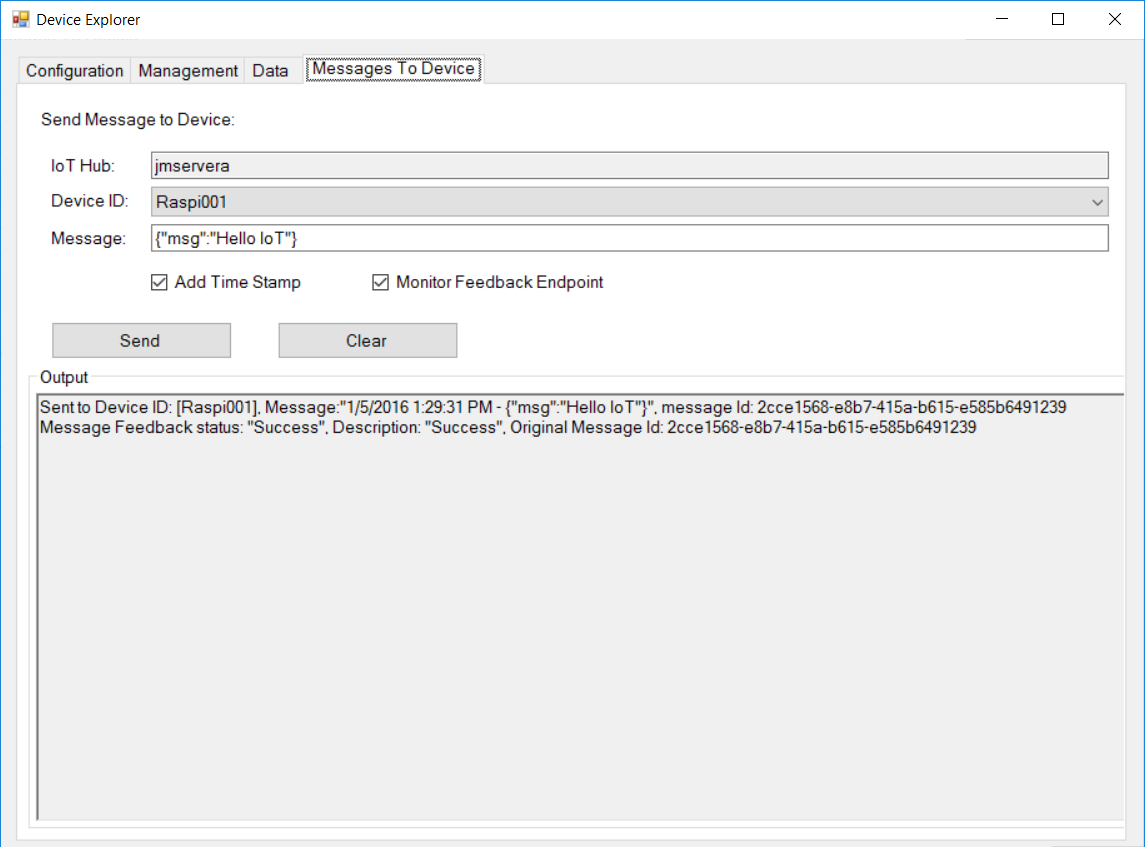 Device Explorer
Configuration Management Data Messages To Device
Send Message to Device:
IoT Hub: jmservera
Device ID: Raspi001
Message: {"msg":"Hello IoT"}
Add Time Stamp Monitor Feedback Endpoint
Send Clear
Output
Sent to Device ID: [Raspi001], Message:"1/5/2016 1:29:31 PM - {"msg":"Hello IoT"}", message Id: 2cce1568-e8b7-415a-b615-e585b6491239
Message Feedback status: "Success", Description: "Success", Original Message Id: 2cce1568-e8b7-415a-b615-e585b6491239